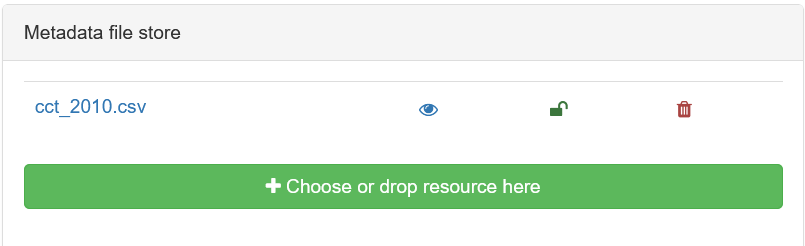 Metadata file store
cct_2010.csv
Choose or drop resource here